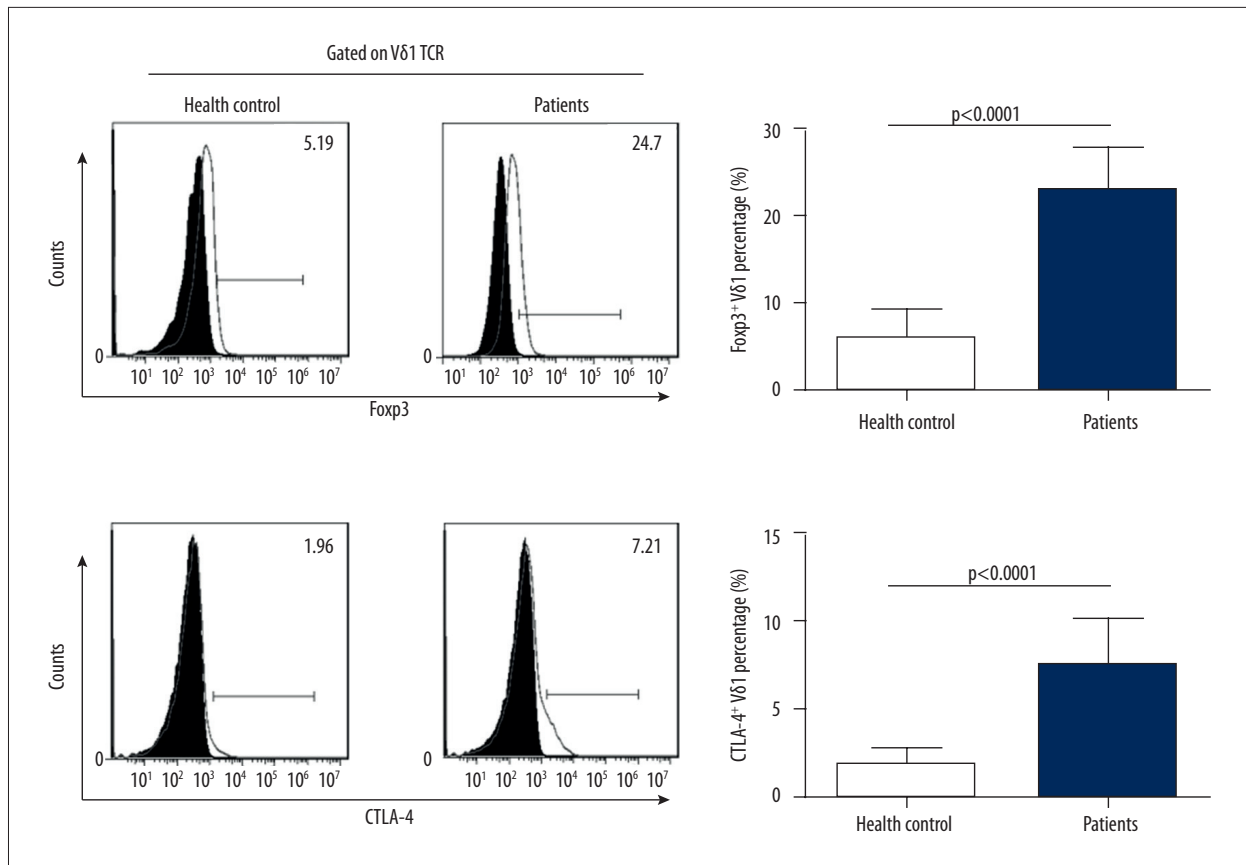 Gated on Vδ1 TCR
Health control
Patients
5.19
24.7
Counts
0
10¹ 10² 10³ 10⁴ 10⁵ 10⁶ 10⁷
0
10¹ 10² 10³ 10⁴ 10⁵ 10⁶ 10⁷
Foxp3
p<0.0001
Foxp3⁺ Vδ1 percentage (%)
30
20
10
0
Health control
Patients
1.96
7.21
Counts
0
10¹ 10² 10³ 10⁴ 10⁵ 10⁶ 10⁷
0
10¹ 10² 10³ 10⁴ 10⁵ 10⁶ 10⁷
CTLA-4
p<0.0001
CTLA-4⁺ Vδ1 percentage (%)
15
10
5
0
Health control
Patients